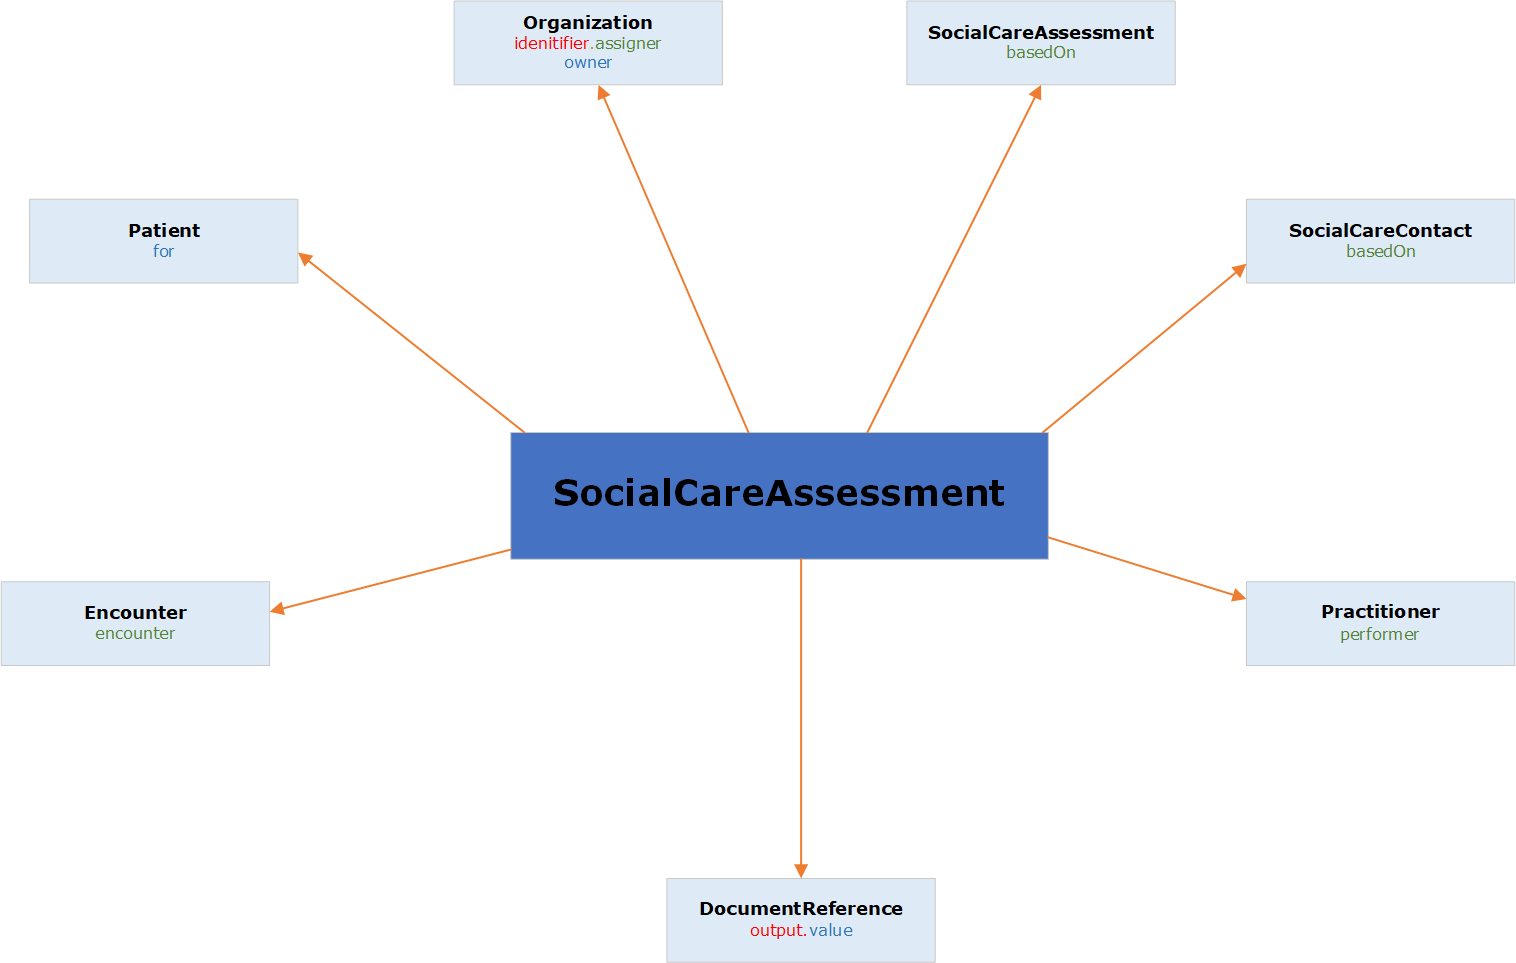 Organization
idenitifier.assigner
owner
SocialCareAssessment
basedOn
Patient
for
SocialCareContact
basedOn
SocialCareAssessment
Encounter
encounter
Practitioner
performer
DocumentReference
output.value